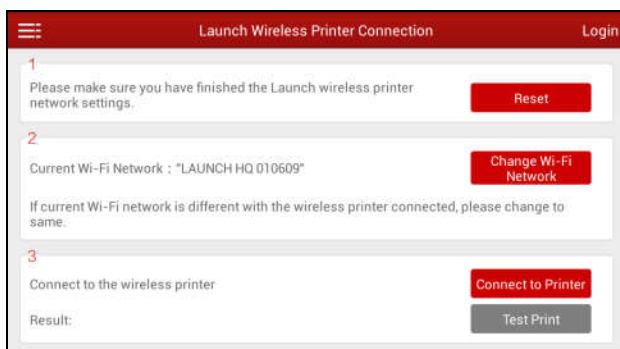 Launch Wireless Printer Connection
Login
1
Please make sure you have finished the Launch wireless printer
network settings.
Reset
2
Current Wi-Fi Network : "LAUNCH HQ 010609"
Change Wi-Fi
Network
If current Wi-Fi network is different with the wireless printer connected, please change to
same.
3
Connect to the wireless printer
Connect to Printer
Result:
Test Print